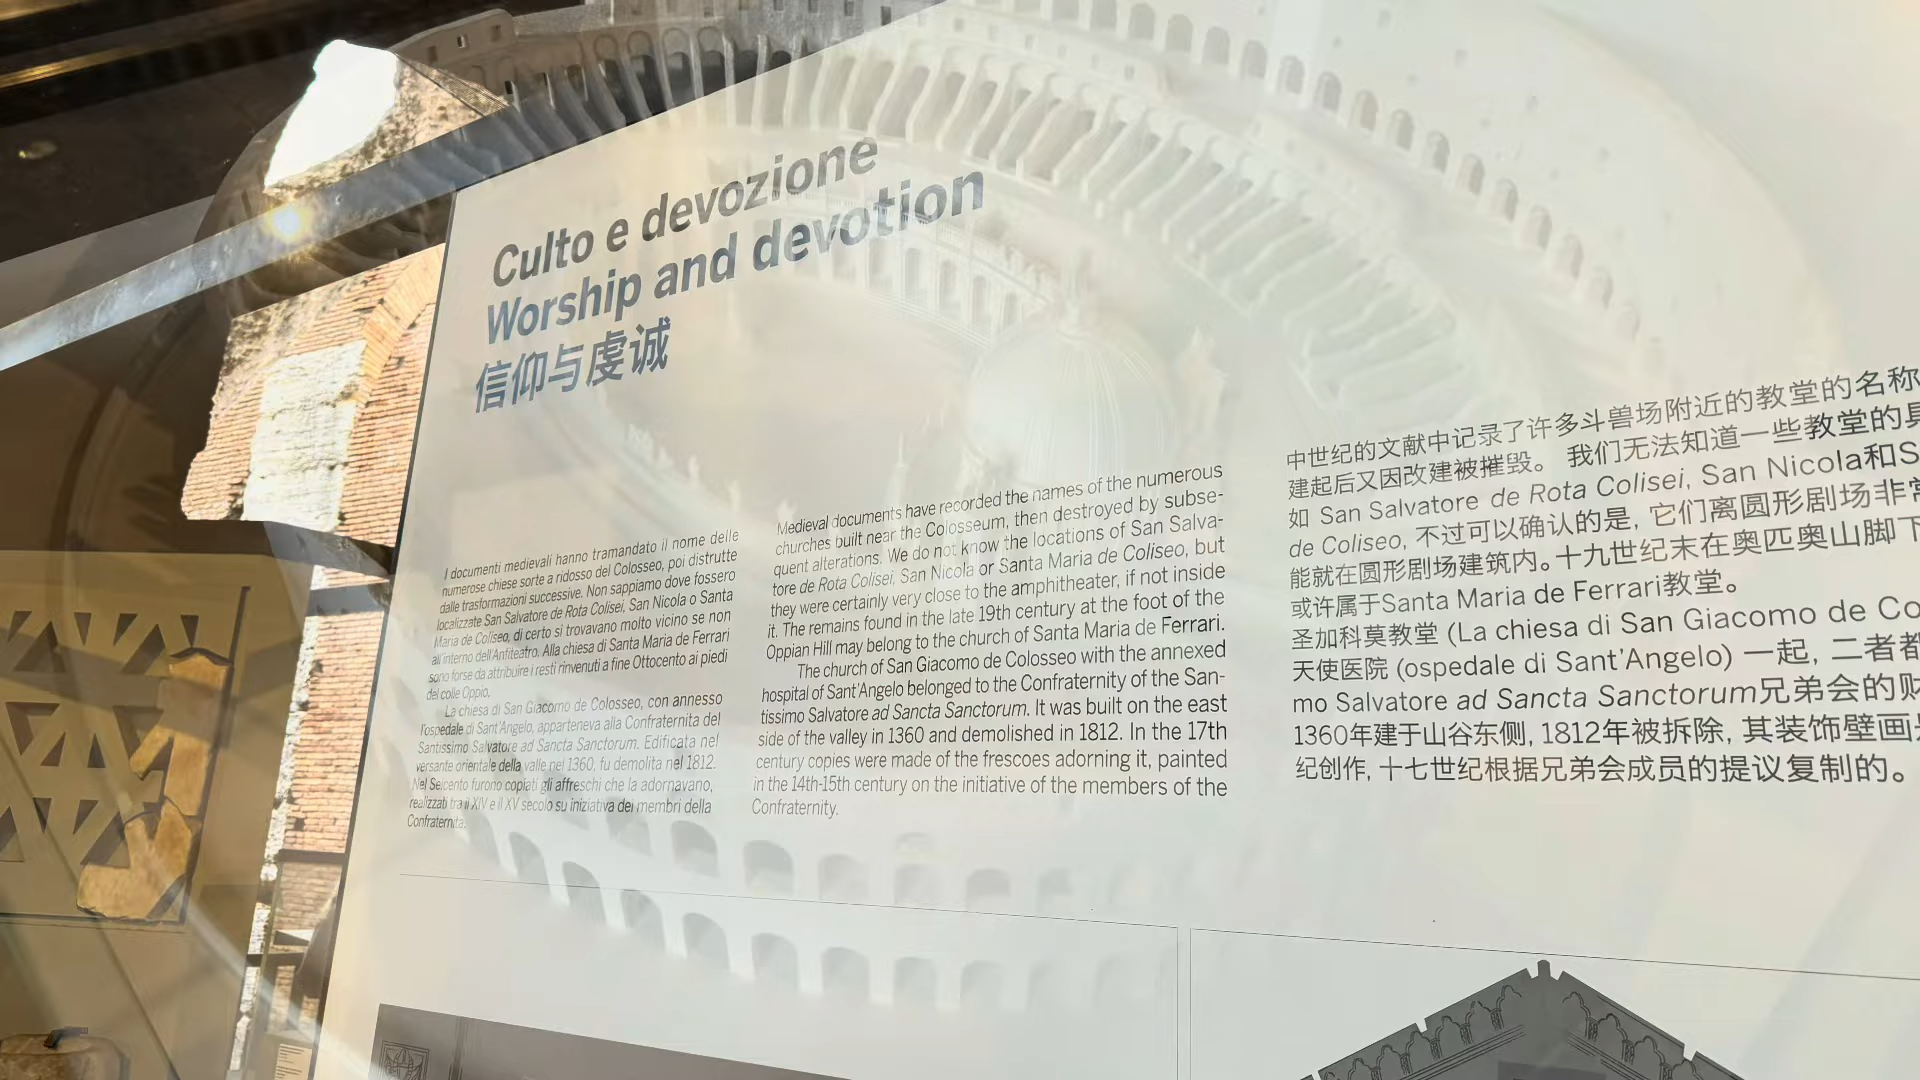 Culto e devozione
Worship and devotion
信仰与虔诚
I documenti medievali hanno tramandato il nome delle
numerose chiese sorte a ridosso del Colosseo, poi distrutte
dalle trasformazioni successive. Non sappiamo dove fossero
localizzate San Salvatore de Rota Colisei, San Nicola o Santa
Maria de Coliseo, di certo si trovavano molto vicino se non
all'interno dell'Anfiteatro. Alla chiesa di Santa Maria de Ferrari
sono forse da attribuire i resti rinvenuti a fine Ottocento ai piedi
del colle Oppio.
La chiesa di San Giacomo de Colosseo, con annesso
l'ospedale di Sant'Angelo, apparteneva alla Confraternita del
Santissimo Salvatore ad Sancta Sanctorum. Edificata nel
versante orientale della valle nel 1360, fu demolita nel 1812.
Nel Seicento furono copiati gli affreschi che la adornavano,
realizzati tra il XIV e il XV secolo su iniziativa dei membri della
Confraternita.
Medieval documents have recorded the names of the numerous
churches built near the Colosseum, then destroyed by subse-
quent alterations. We do not know the locations of San Salva-
tore de Rota Colisei, San Nicola or Santa Maria de Coliseo, but
they were certainly very close to the amphitheater, if not inside
it. The remains found in the late 19th century at the foot of the
Oppian Hill may belong to the church of Santa Maria de Ferrari.
The church of San Giacomo de Colosseo with the annexed
hospital of Sant'Angelo belonged to the Confraternity of the San-
tissimo Salvatore ad Sancta Sanctorum. It was built on the east
side of the valley in 1360 and demolished in 1812. In the 17th
century copies were made of the frescoes adorning it, painted
in the 14th-15th century on the initiative of the members of the
Confraternity.
中世纪的文献中记录了许多斗兽场附近的教堂的名称
建起后又因改建被摧毁。 我们无法知道一些教堂的具
如 San Salvatore de Rota Colisei, San Nicola和S
de Coliseo, 不过可以确认的是, 它们离圆形剧场非常
能就在圆形剧场建筑内。十九世纪末在奥匹奥山脚下
或许属于Santa Maria de Ferrari教堂。
圣加科莫教堂 (La chiesa di San Giacomo de Co
天使医院 (ospedale di Sant'Angelo) 一起, 二者都
mo Salvatore ad Sancta Sanctorum兄弟会的财
1360年建于山谷东侧, 1812年被拆除, 其装饰壁画是
纪创作, 十七世纪根据兄弟会成员的提议复制的。